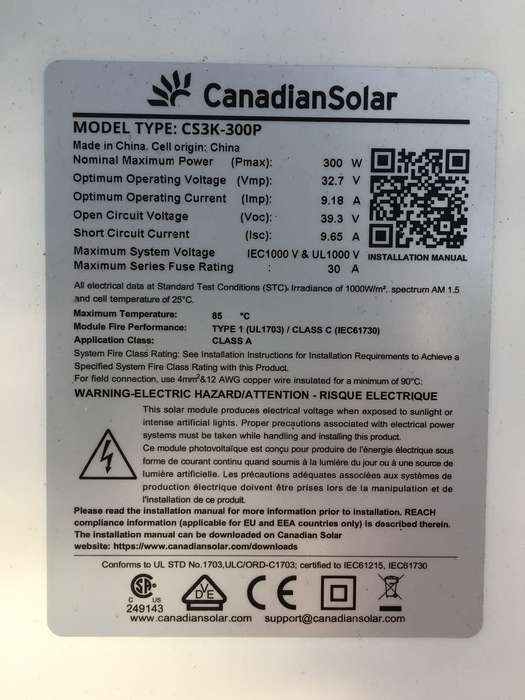 CanadianSolar
MODEL TYPE: CS3K-300P
Made in China. Cell origin: China
Nominal Maximum Power (Pmax): 300 W
Optimum Operating Voltage (Vmp): 32.7 V
Optimum Operating Current (Imp): 9.18 A
Open Circuit Voltage (Voc): 39.3 V
Short Circuit Current (Isc): 9.65 A
Maximum System Voltage IEC1000 V & UL1000 V
Maximum Series Fuse Rating : 30 A
INSTALLATION MANUAL
All electrical data at Standard Test Conditions (STC). Irradiance of 1000W/m², spectrum AM 1.5
and cell temperature of 25°C.
Maximum Temperature: 85 °C
Module Fire Performance: TYPE 1 (UL1703) / CLASS C (IEC61730)
Application Class: CLASS A
System Fire Class Rating: See Installation Instructions for Installation Requirements to Achieve a
Specified System Fire Class Rating with this Product.
For field connection, use 4mm²&12 AWG copper wire insulated for a minimum of 90°C:
WARNING-ELECTRIC HAZARD/ATTENTION - RISQUE ELECTRIQUE
This solar module produces electrical voltage when exposed to sunlight or
intense artificial lights. Proper precautions associated with electrical power
systems must be taken while handling and installing this product.
Ce module photovoltaïque est conçu pour produire de l'énergie électrique sous
forme de courant continu quand soumis à la lumière du jour ou à une source de
lumière artificielle. Les précautions adéquates associées aux systèmes de
production électrique doivent être prises lors de la manipulation et de
l'installation de ce produit.
Please read the installation manual for more information prior to installation. REACH
compliance information (applicable for EU and EEA countries only) is described therein.
The installation manual can be downloaded on Canadian Solar
website: https://www.canadiansolar.com/downloads
Conforms to UL STD No.1703,ULC/ORD-C1703; certified to IEC61215, IEC61730
C US
249143
VDE
CE
www.canadiansolar.com support@canadiansolar.com